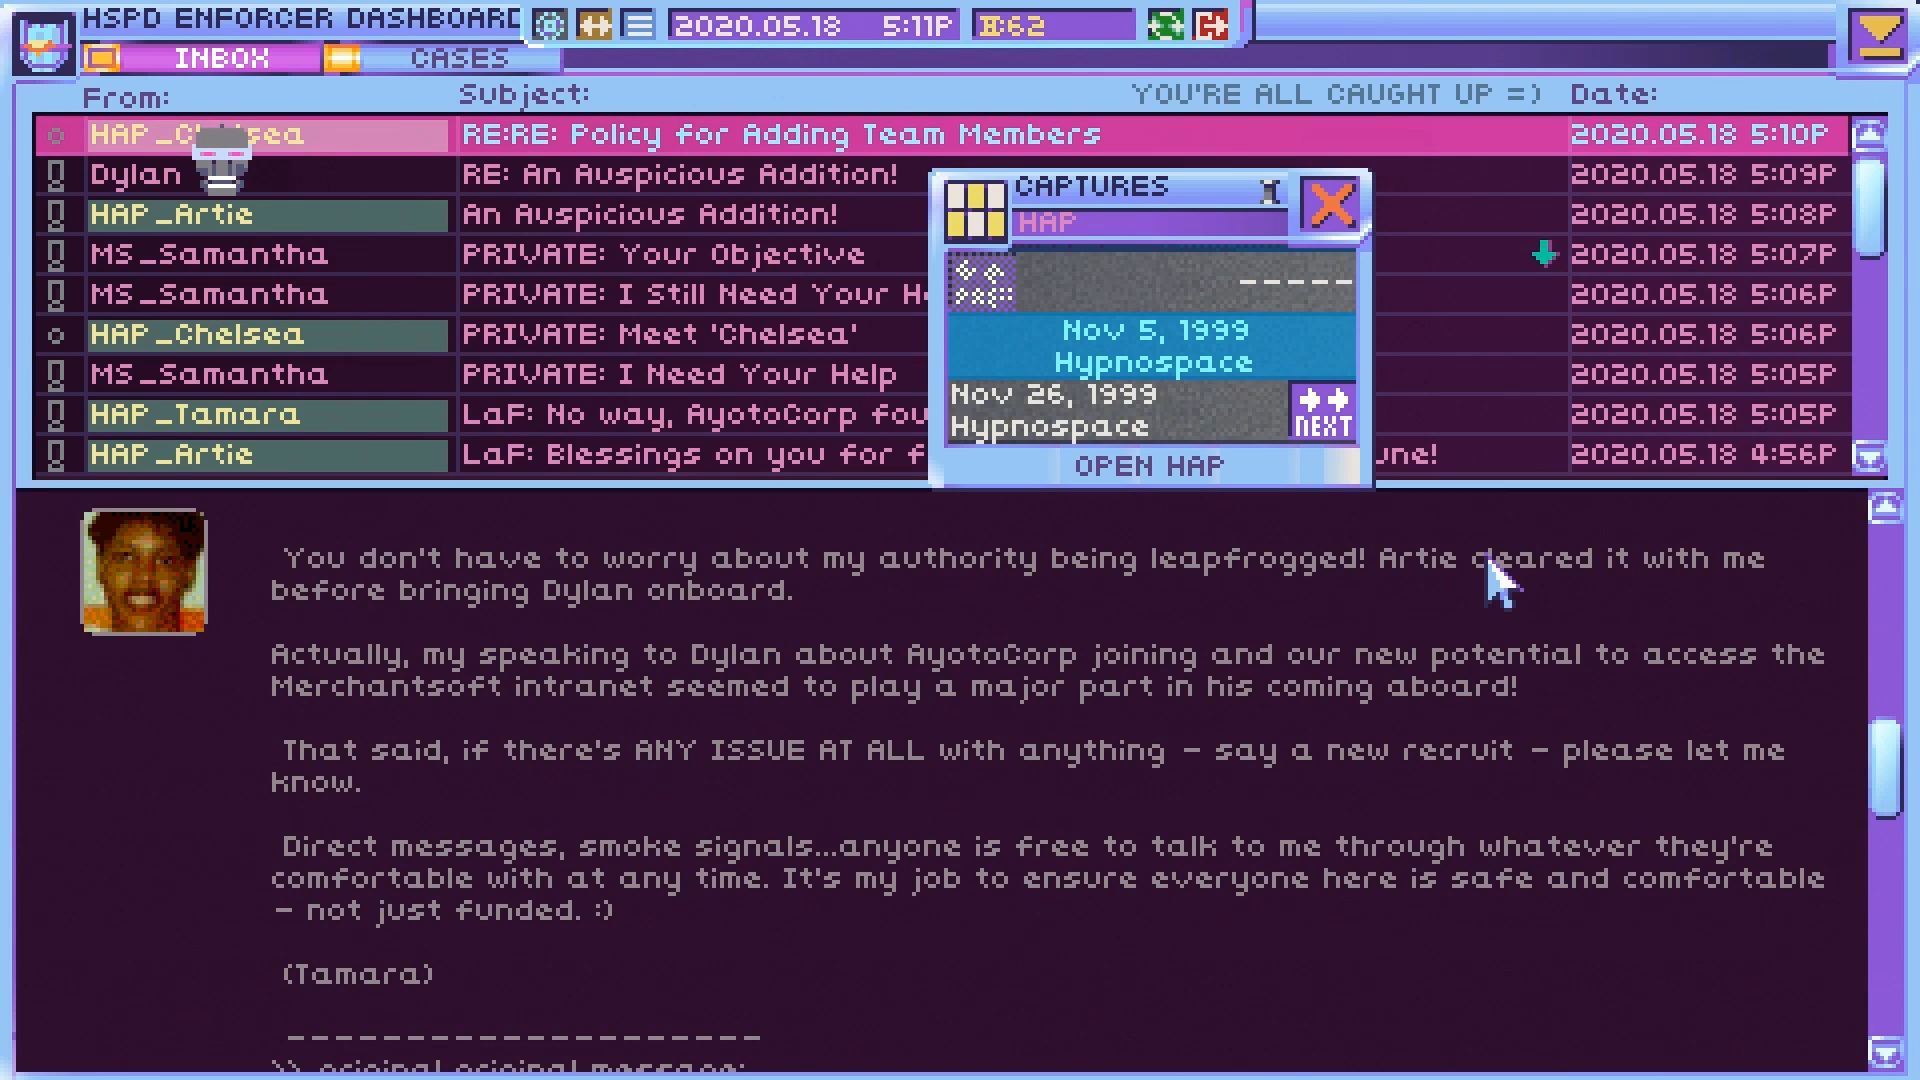 HSPD ENFORCER DASHBOARD
2020.05.18 5:11P
62
INBOX
CASES
From:
Subject:
YOU'RE ALL CAUGHT UP =)
Date:
HAP_Chelsea RE:RE: Policy for Adding Team Members 2020.05.18 5:10P
Dylan RE: An Auspicious Addition! 2020.05.18 5:09P
HAP_Artie An Auspicious Addition! 2020.05.18 5:08P
MS_Samantha PRIVATE: Your Objective 2020.05.18 5:07P
MS_Samantha PRIVATE: I Still Need Your 2020.05.18 5:06P
HAP_Chelsea PRIVATE: Meet 'Chelsea' 2020.05.18 5:06P
MS_Samantha PRIVATE: I Need Your Help 2020.05.18 5:05P
HAP_Tamara LaF: No way, AyotoCorp 2020.05.18 5:05P
HAP_Artie LaF: Blessings on you for 2020.05.18 4:56P
CAPTURES
HAP
-----
Nov 5, 1999
Hypnospace
Nov 26, 1999
Hypnospace
NEXT
OPEN HAP
You don't have to worry about my authority being leapfrogged! Artie cleared it with me
before bringing Dylan onboard.
Actually, my speaking to Dylan about AyotoCorp joining and our new potential to access the
Merchantsoft intranet seemed to play a major part in his coming aboard!
That said, if there's ANY ISSUE AT ALL with anything - say a new recruit - please let me
know.
Direct messages, smoke signals...anyone is free to talk to me through whatever they're
comfortable with at any time. It's my job to ensure everyone here is safe and comfortable
- not just funded. :)
(Tamara)
--------------------
\\ original original message: